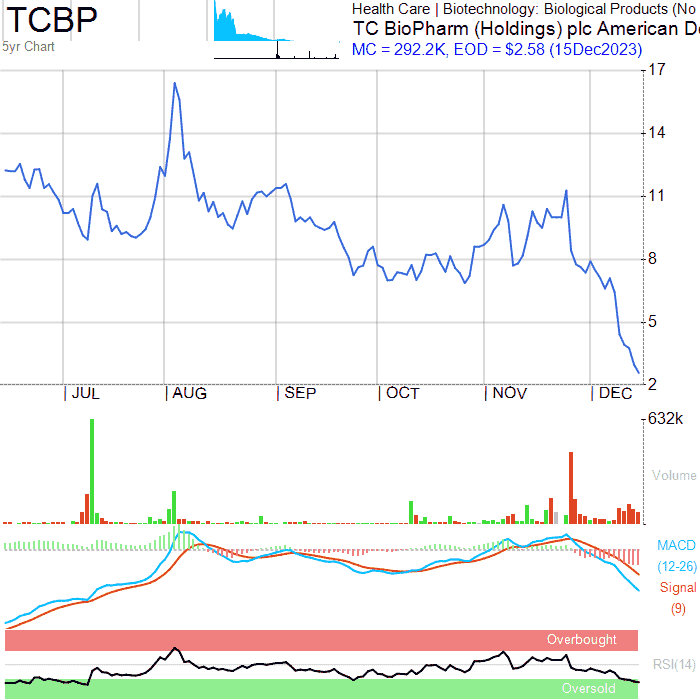 TCBP
5yr Chart
Health Care | Biotechnology: Biological Products (No
TC BioPharm (Holdings) plc American De
MC = 292.2K, EOD = $2.58 (15Dec2023)
17
14
11
8
5
2
JUL AUG SEP OCT NOV DEC
632k
Volume
MACD
(12-26)
Signal
(9)
Overbought
RSI(14)
Oversold